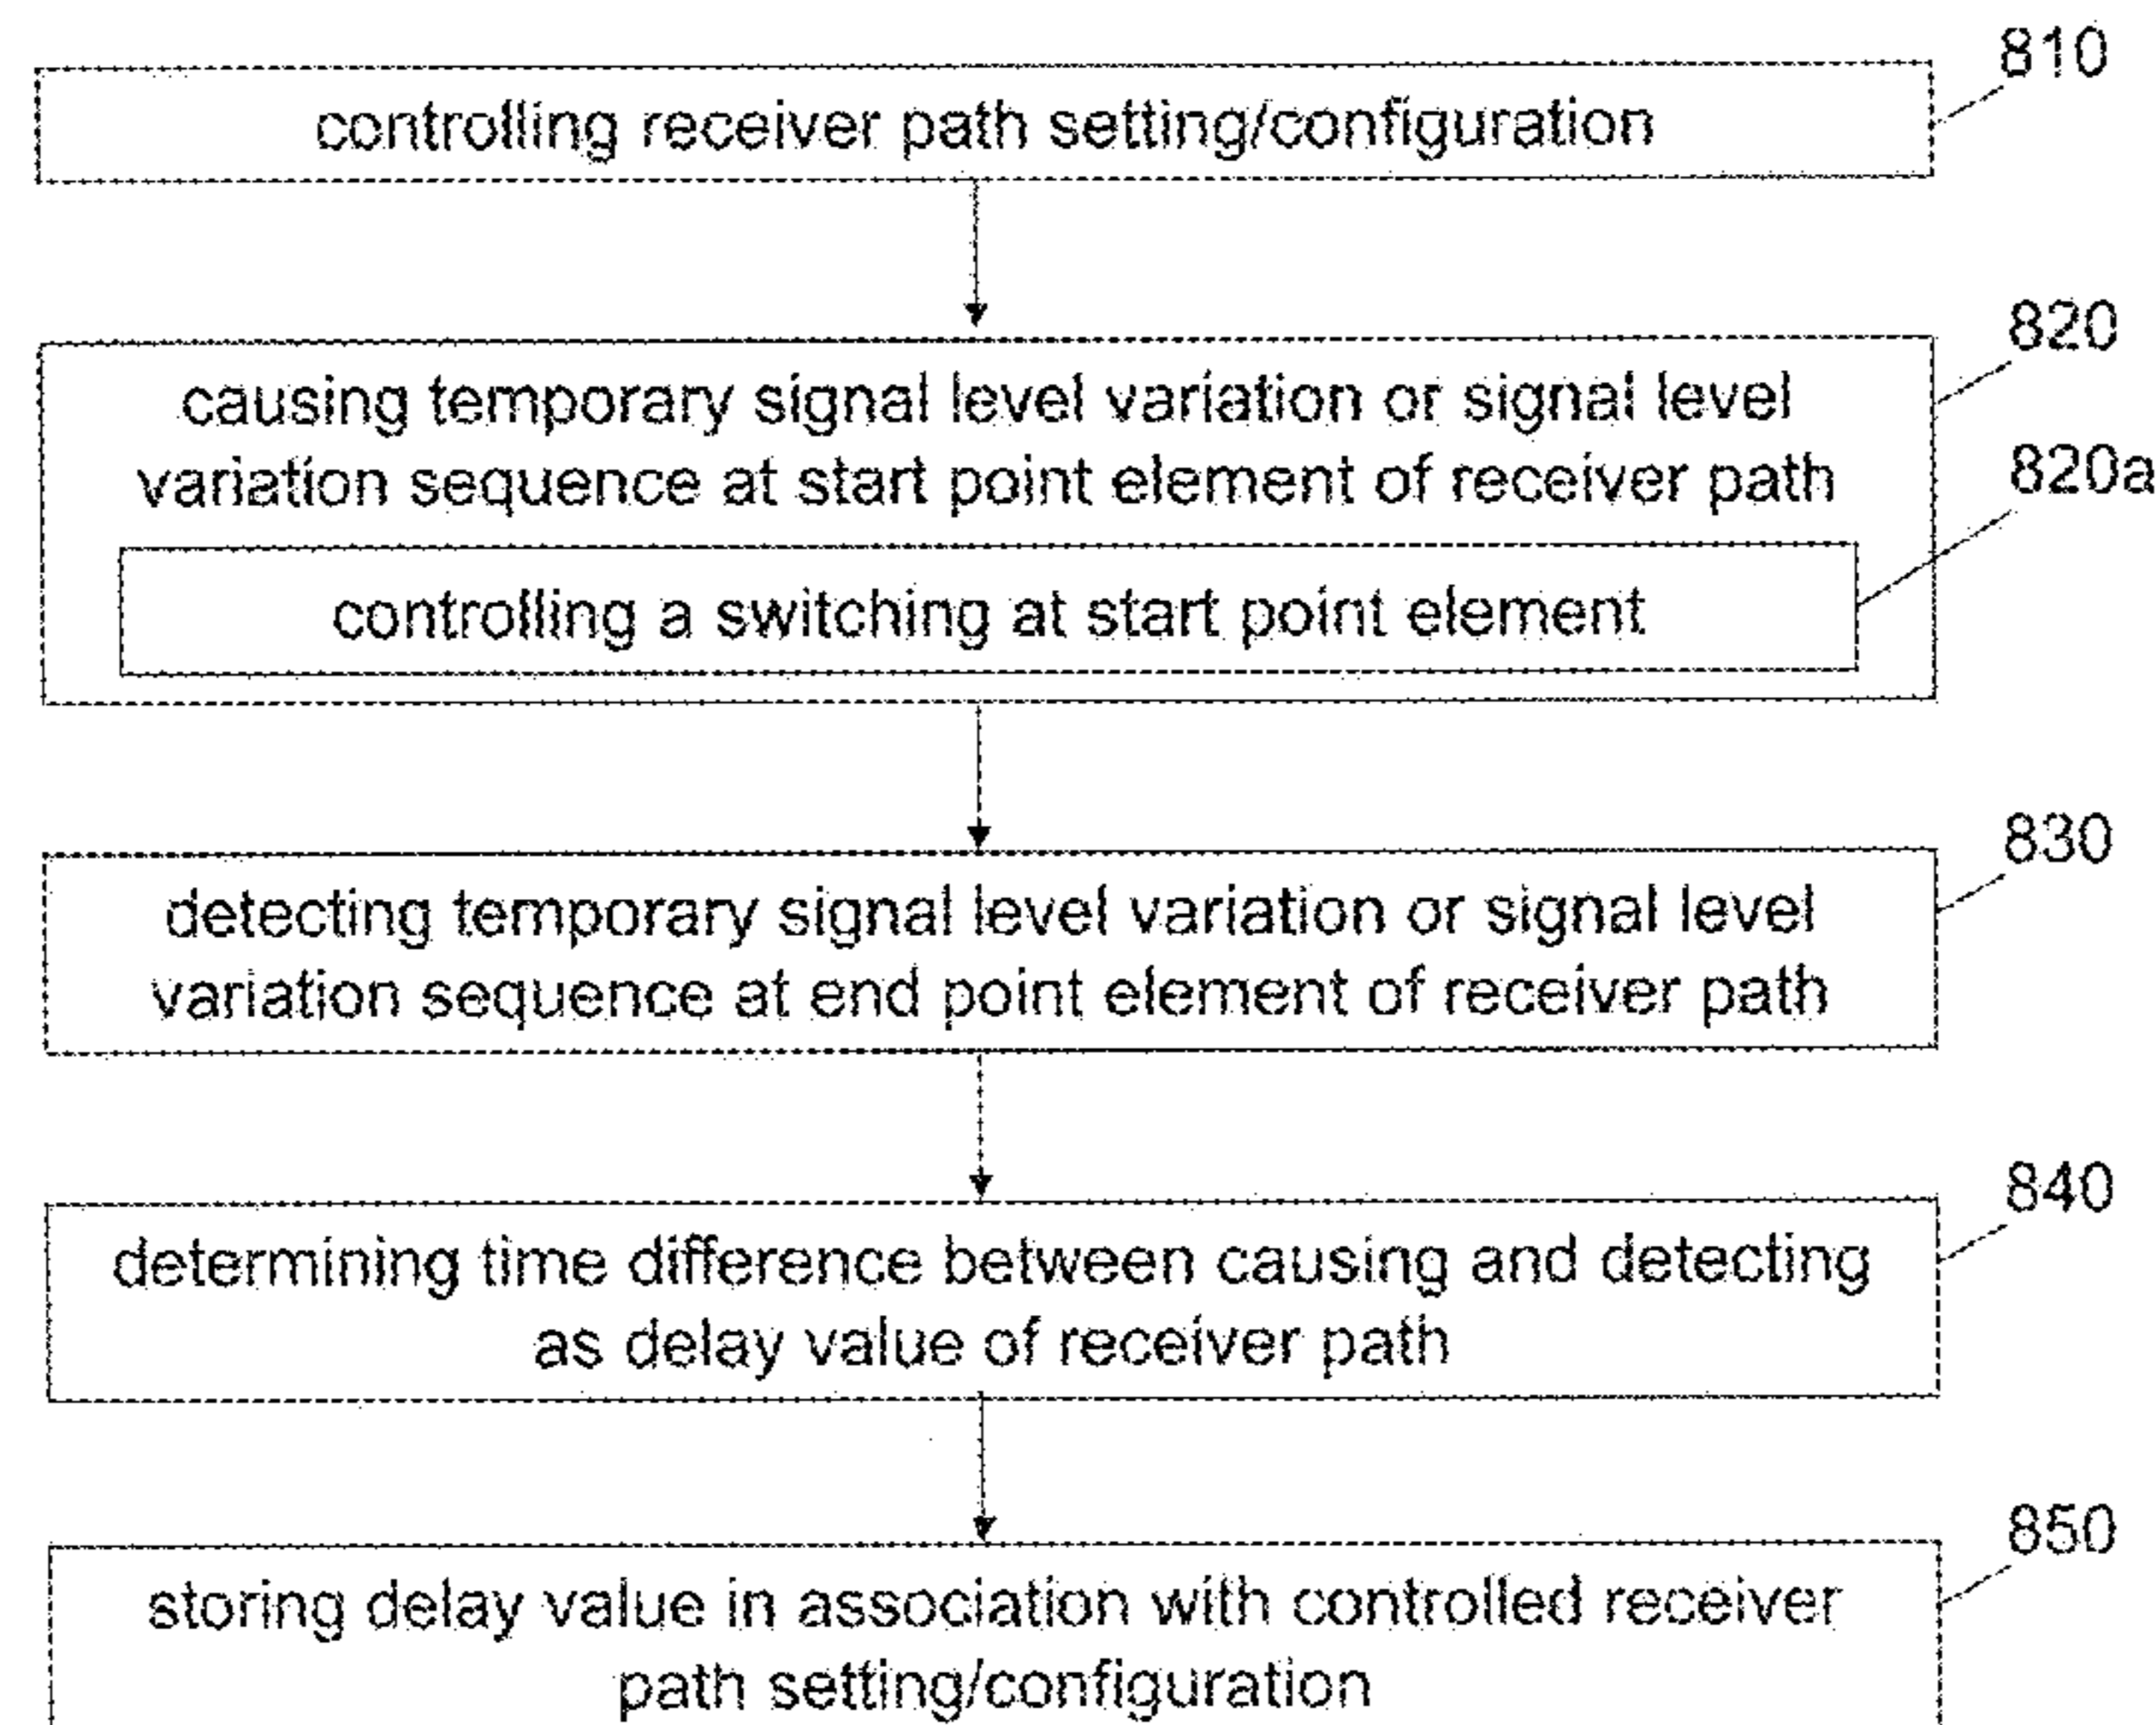 810
controlling receiver path setting/configuration
820
causing temporary signal level variation or signal level
variation sequence at start point element of receiver path
820a
controlling a switching at start point element
830
detecting temporary signal level variation or signal level
variation sequence at end point element of receiver path
840
determining time difference between causing and detecting
as delay value of receiver path
850
storing delay value in association with controlled receiver
path setting/configuration